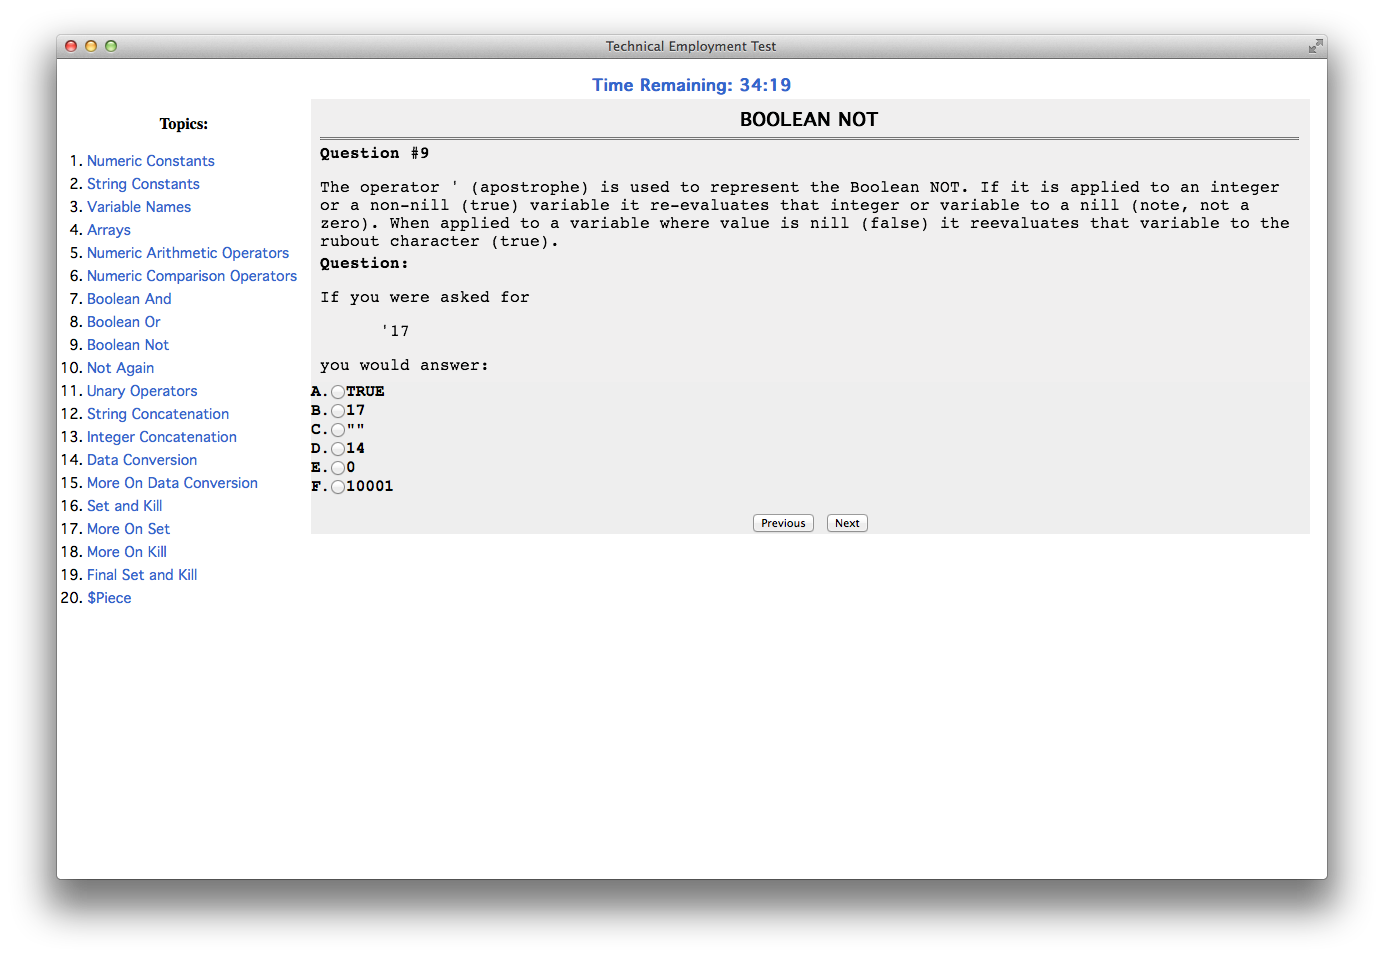 Technical Employment Test
Time Remaining: 34:19
Topics:
1. Numeric Constants
2. String Constants
3. Variable Names
4. Arrays
5. Numeric Arithmetic Operators
6. Numeric Comparison Operators
7. Boolean And
8. Boolean Or
9. Boolean Not
10. Not Again
11. Unary Operators
12. String Concatenation
13. Integer Concatenation
14. Data Conversion
15. More On Data Conversion
16. Set and Kill
17. More On Set
18. More On Kill
19. Final Set and Kill
20. $Piece
BOOLEAN NOT
Question #9
The operator ' (apostrophe) is used to represent the Boolean NOT. If it is applied to an integer
or a non-nill (true) variable it re-evaluates that integer or variable to a nill (note, not a
zero). When applied to a variable where value is nill (false) it reevaluates that variable to the
rubout character (true).
Question:
If you were asked for
'17
you would answer:
A. TRUE
B. 17
C. ""
D. 14
E. 0
F. 10001
Previous Next